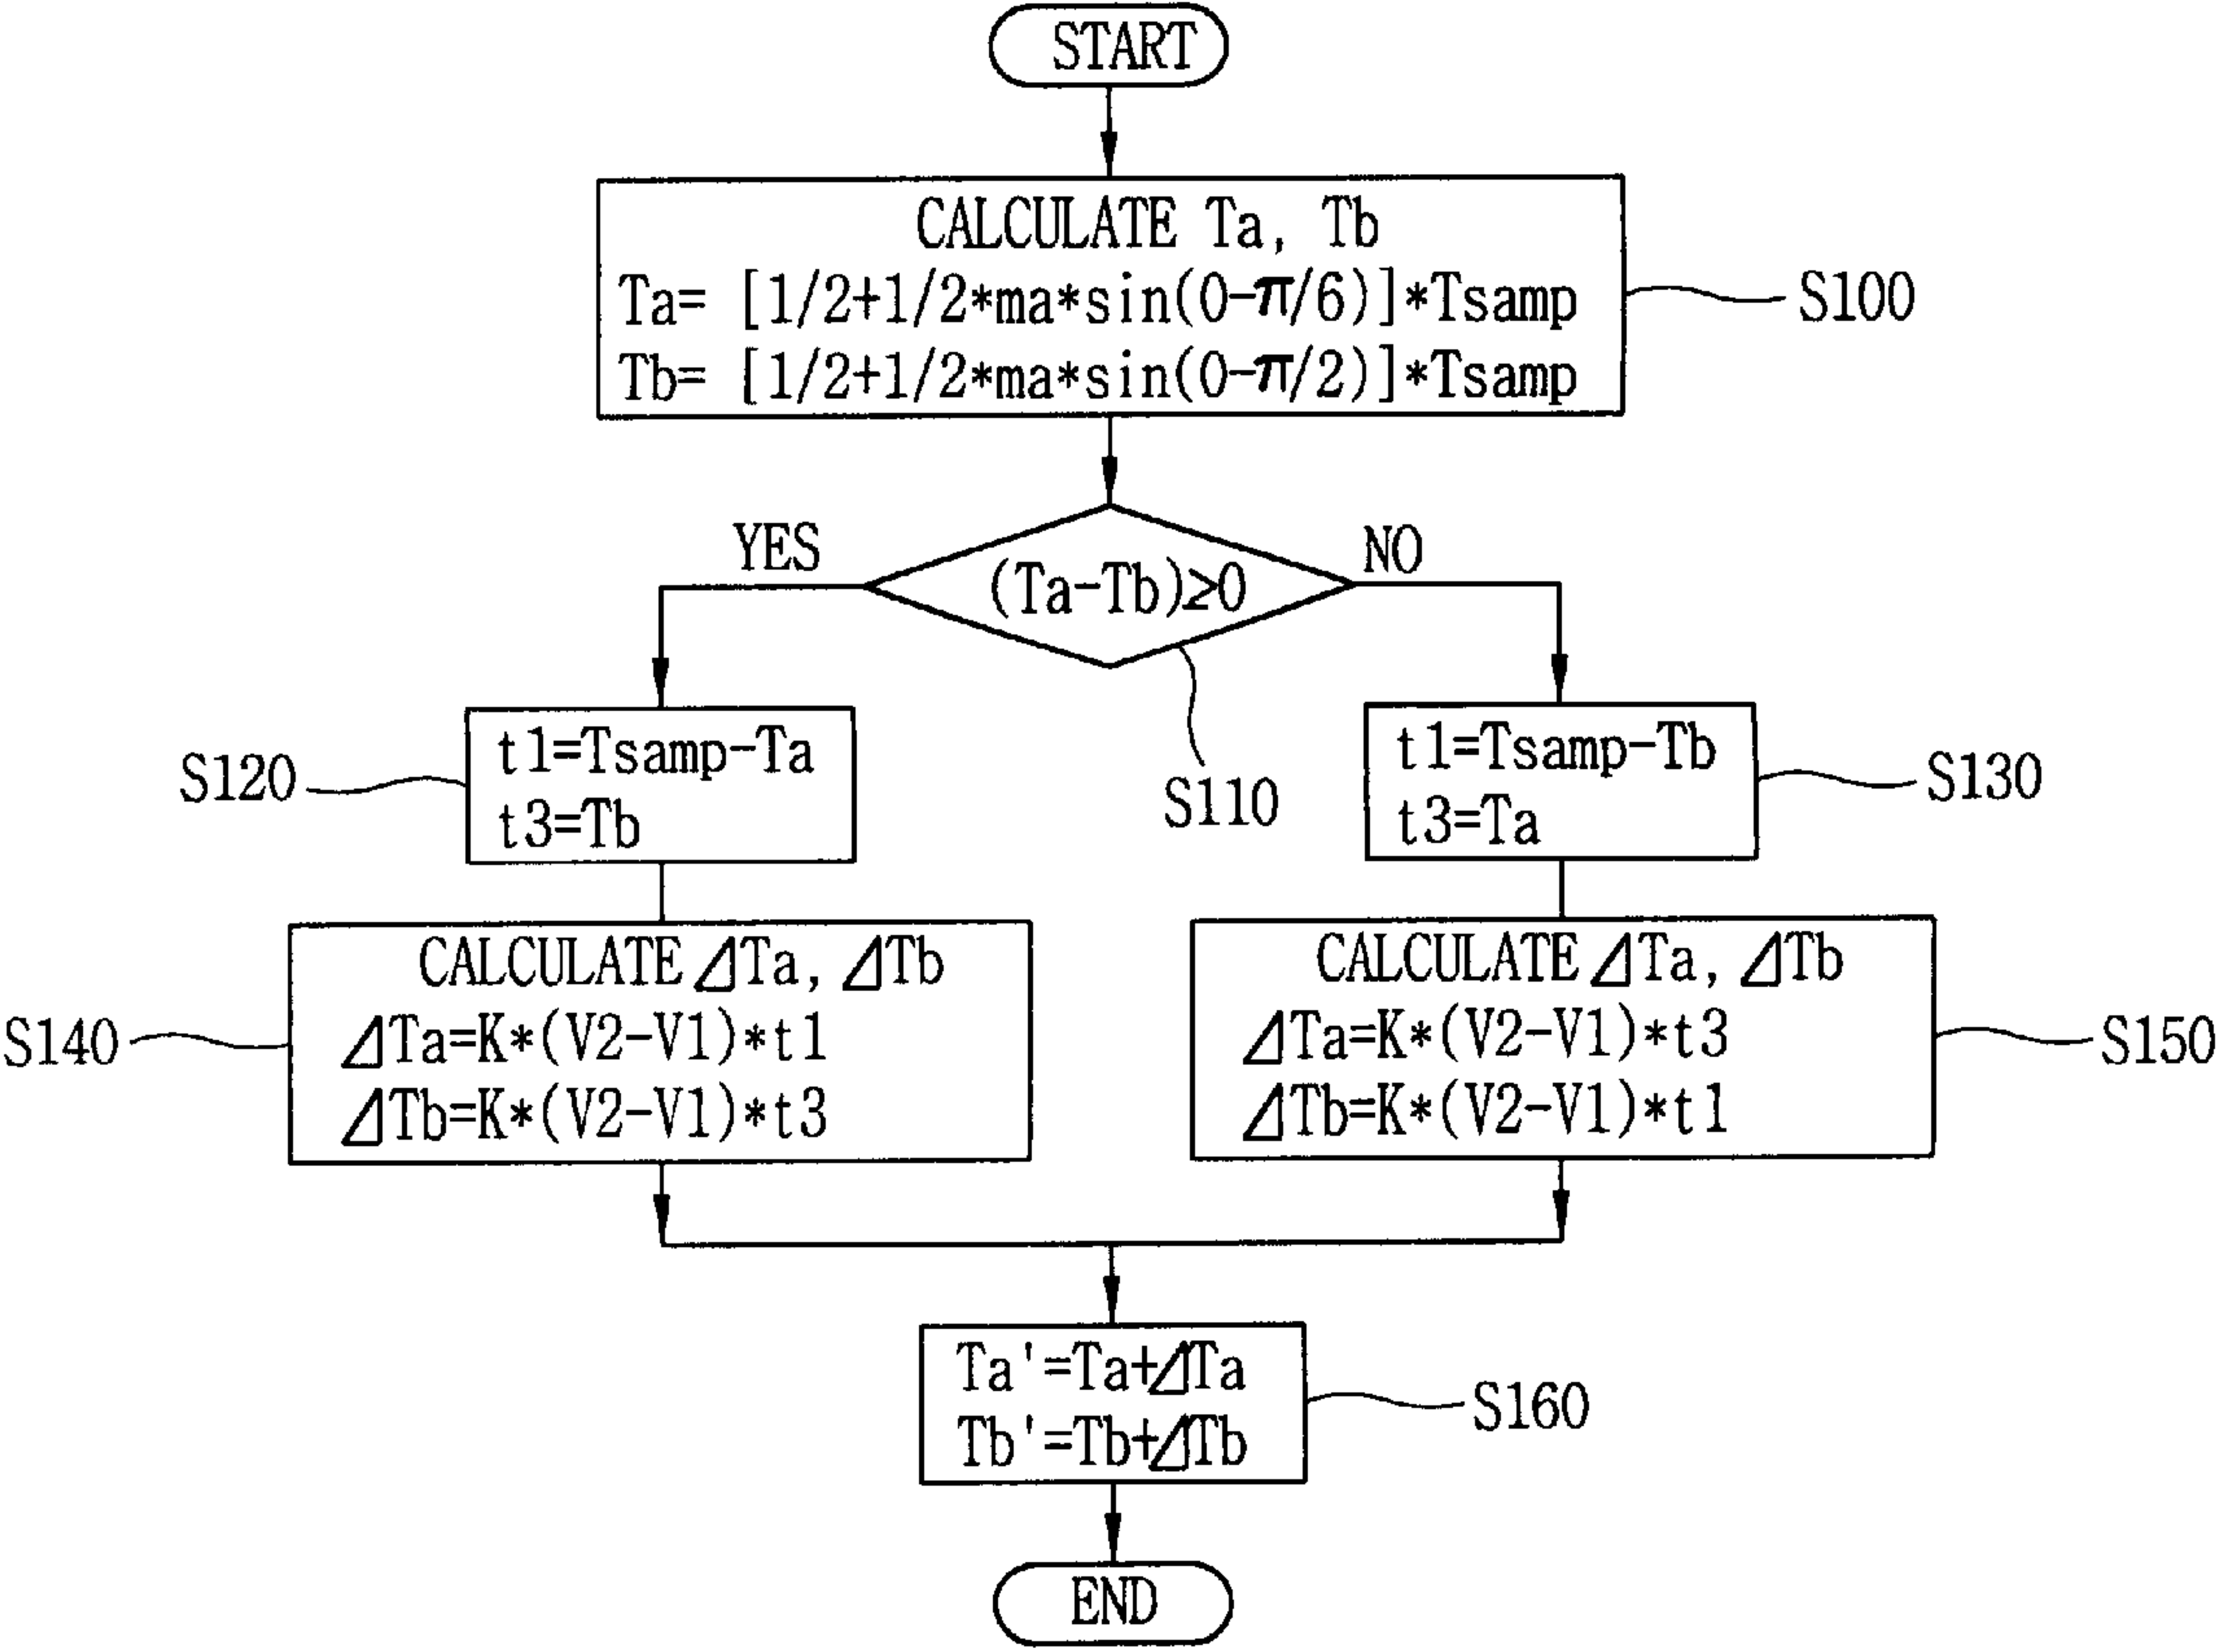 START
CALCULATE Ta, Tb
Ta= [1/2+1/2*ma*sin(0-π/6)]*Tsamp
Tb= [1/2+1/2*ma*sin(0-π/2)]*Tsamp
S100
YES
(Ta-Tb)≥0
NO
S110
t1=Tsamp-Ta
t3=Tb
S120
t1=Tsamp-Tb
t3=Ta
S130
CALCULATE ⊿Ta, ⊿Tb
⊿Ta=K*(V2-V1)*t1
⊿Tb=K*(V2-V1)*t3
S140
CALCULATE ⊿Ta, ⊿Tb
⊿Ta=K*(V2-V1)*t3
⊿Tb=K*(V2-V1)*t1
S150
Ta'=Ta+⊿Ta
Tb'=Tb+⊿Tb
S160
END